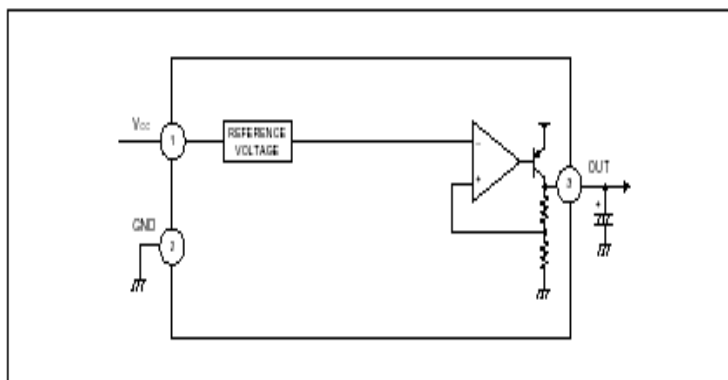 Vcc
1
REFERENCE
VOLTAGE
-
+
3
OUT
+
GND
2